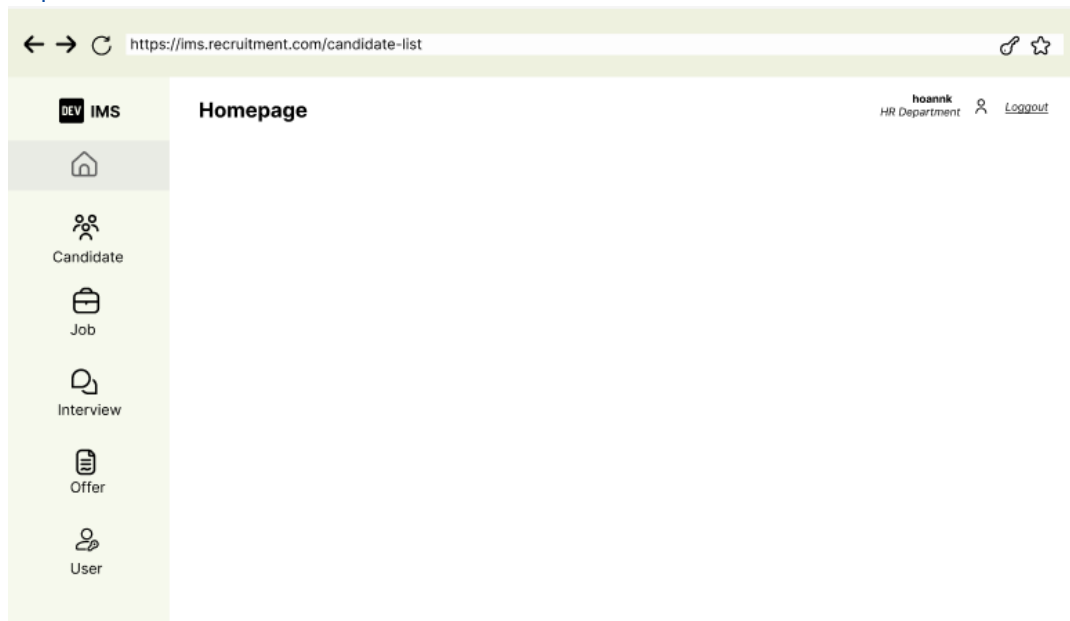 https://ims.recruitment.com/candidate-list
DEV IMS
Homepage
hoannk
HR Department
Loggout
Candidate
Job
Interview
Offer
User